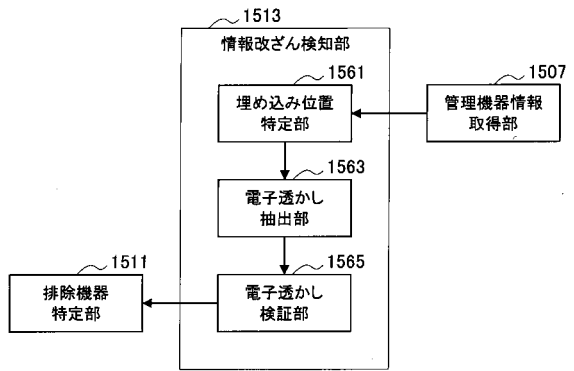 1513
情報改ざん検知部
1561
埋め込み位置
特定部
1507
管理機器情報
取得部
1563
電子透かし
抽出部
1511
排除機器
特定部
1565
電子透かし
検証部